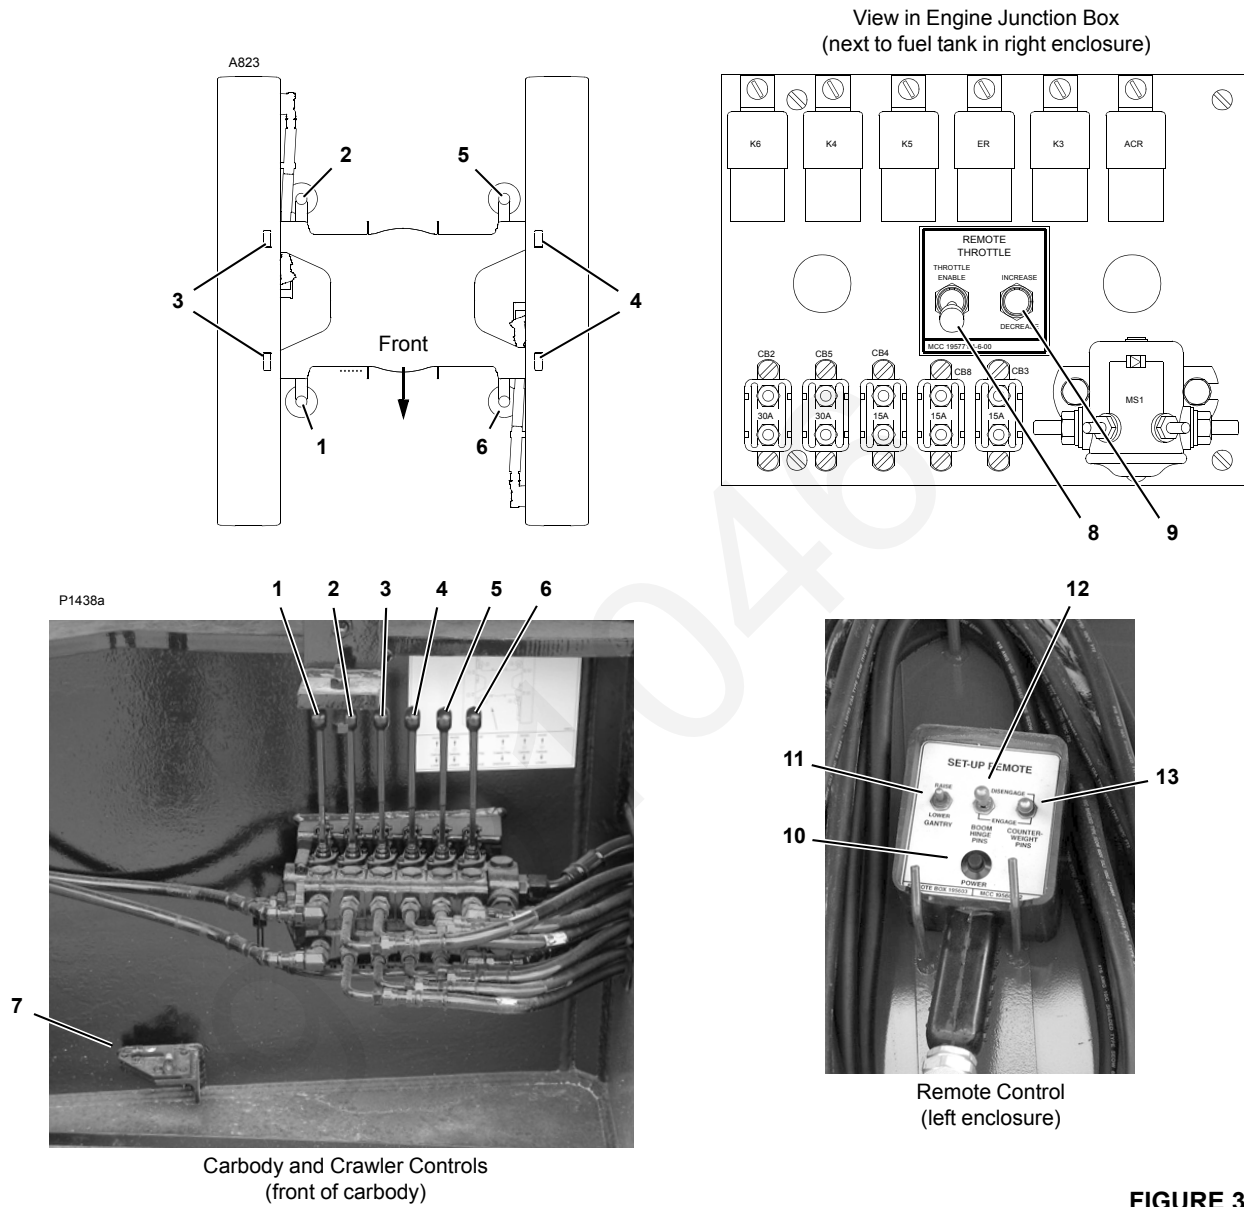 View in Engine Junction Box
(next to fuel tank in right enclosure)
A823
2
5
3
4
Front
1
6
K6
K4
K5
ER
K3
ACR
REMOTE
THROTTLE
THROTTLE
ENABLE
INCREASE
DECREASE
CB2
CB5
CB4
CB8
CB3
30A
30A
15A
15A
15A
MS1
8
9
P1438a
1
2
3
4
5
6
7
Carbody and Crawler Controls
(front of carbody)
12
11
13
10
SET-UP REMOTE
RAISE
LOWER
GANTRY
DISENGAGE
ENGAGE
BOOM
HINGE
PINS
COUNTER-
WEIGHT
PINS
POWER
Remote Control
(left enclosure)
FIGURE 3